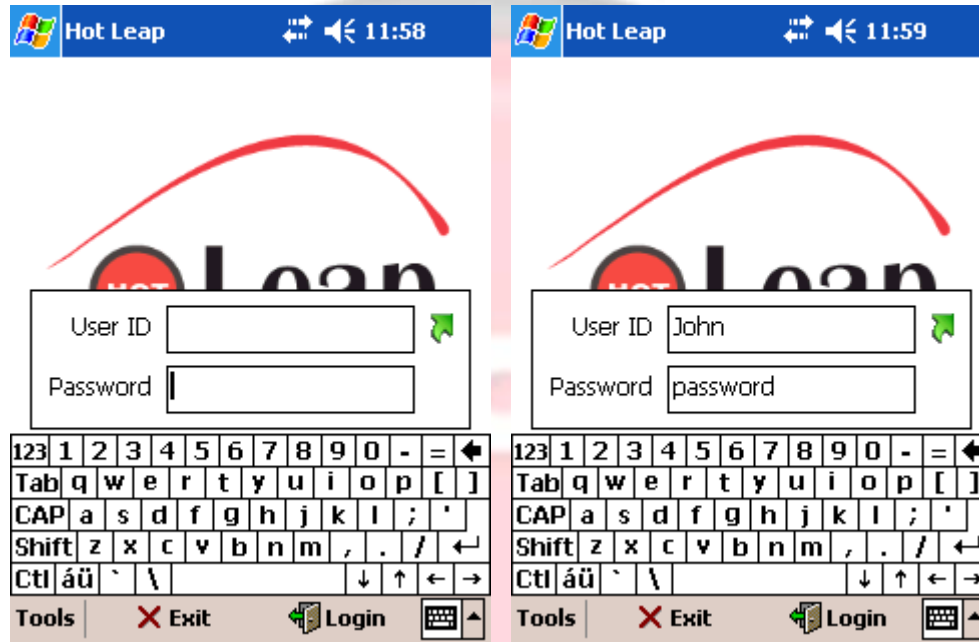 Hot Leap 11:58
HOT Leap
User ID
Password
123 1 2 3 4 5 6 7 8 9 0 - =
Tab q w e r t y u i o p [ ]
CAP a s d f g h j k l ; '
Shift z x c v b n m , . /
Ctl áü ` \ ↓ ↑ ← →
Tools Exit Login
Hot Leap 11:59
HOT Leap
User ID John
Password password
123 1 2 3 4 5 6 7 8 9 0 - =
Tab q w e r t y u i o p [ ]
CAP a s d f g h j k l ; '
Shift z x c v b n m , . /
Ctl áü ` \ ↓ ↑ ← →
Tools Exit Login